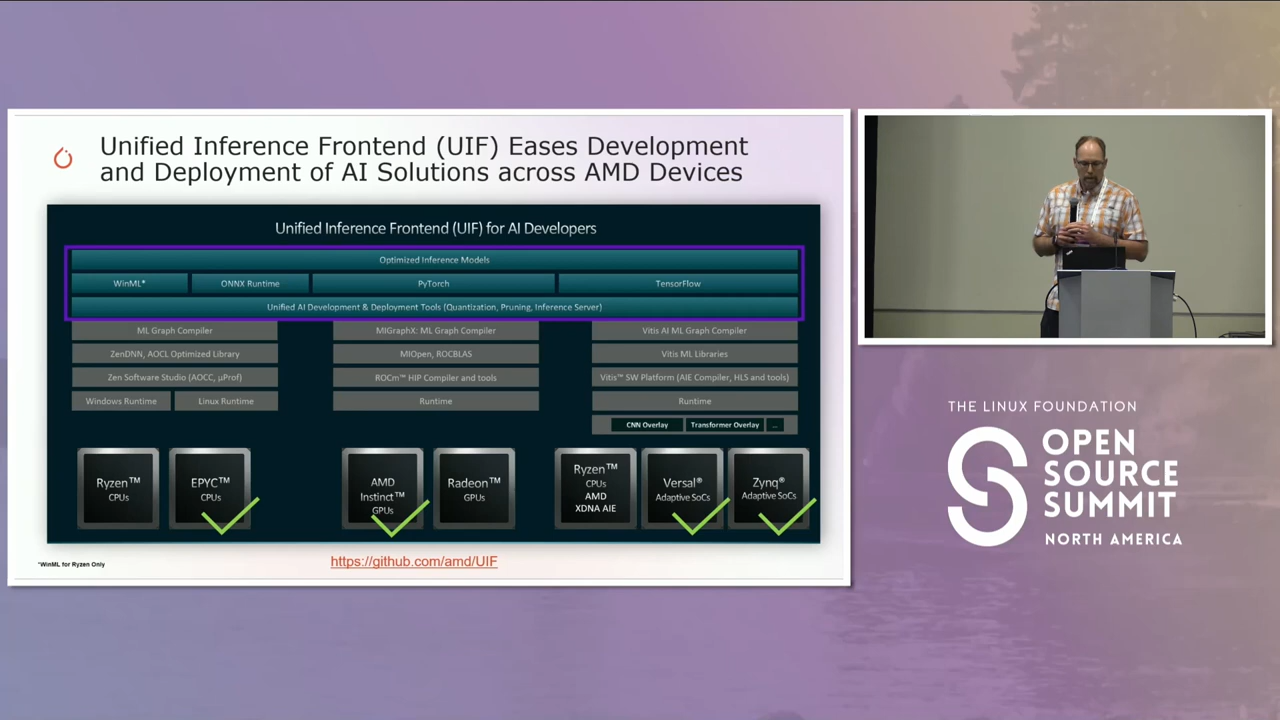 Unified Inference Frontend (UIF) Eases Development
and Deployment of AI Solutions across AMD Devices
Unified Inference Frontend (UIF) for AI Developers
Optimized Inference Models
WinML*
ONNX Runtime
PyTorch
TensorFlow
Unified AI Development & Deployment Tools (Quantization, Pruning, Inference Server)
ML Graph Compiler
MIGraphX: ML Graph Compiler
Vitis AI ML Graph Compiler
ZenDNN, AOCL Optimized Library
MIOpen, ROCBLAS
Vitis ML Libraries
Zen Software Studio (AOCC, µProf)
ROCm™ HIP Compiler and tools
Vitis™ SW Platform (AIE Compiler, HLS and tools)
Windows Runtime
Linux Runtime
Runtime
Runtime
CNN Overlay
Transformer Overlay
...
Ryzen™
CPUs
EPYC™
CPUs
AMD
Instinct™
GPUs
Radeon™
GPUs
Ryzen™
CPUs
AMD
XDNA AIE
Versal®
Adaptive SoCs
Zynq®
Adaptive SoCs
*WinML for Ryzen Only
https://github.com/amd/UIF
THE LINUX FOUNDATION
OPEN
SOURCE
SUMMIT
NORTH AMERICA